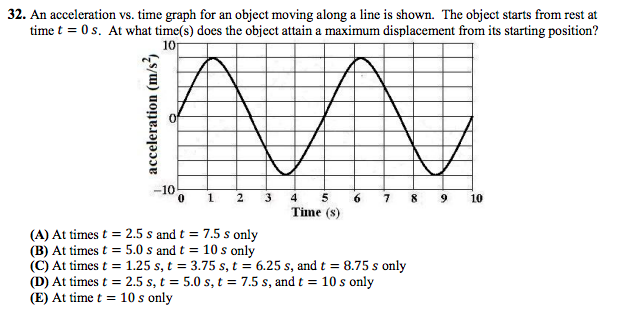 32. An acceleration vs. time graph for an object moving along a line is shown. The object starts from rest at
time t = 0 s. At what time(s) does the object attain a maximum displacement from its starting position?
10
acceleration (m/s²)
0
−10
0 1 2 3 4 5 6 7 8 9 10
Time (s)
(A) At times t = 2.5 s and t = 7.5 s only
(B) At times t = 5.0 s and t = 10 s only
(C) At times t = 1.25 s, t = 3.75 s, t = 6.25 s, and t = 8.75 s only
(D) At times t = 2.5 s, t = 5.0 s, t = 7.5 s, and t = 10 s only
(E) At time t = 10 s only